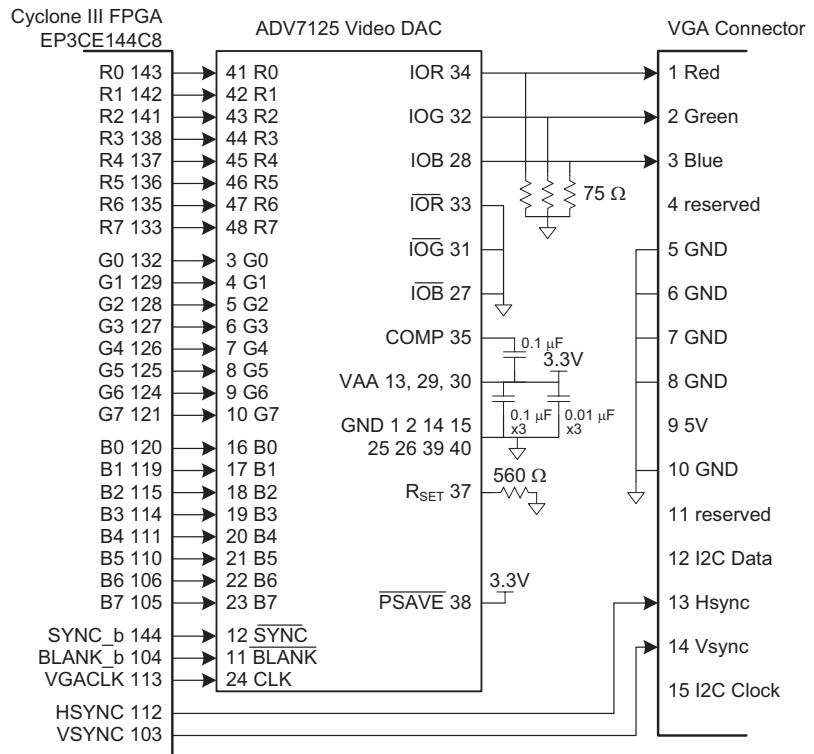 Cyclone III FPGA
EP3CE144C8
ADV7125 Video DAC
VGA Connector
R0 143
R1 142
R2 141
R3 138
R4 137
R5 136
R6 135
R7 133
G0 132
G1 129
G2 128
G3 127
G4 126
G5 125
G6 124
G7 121
B0 120
B1 119
B2 115
B3 114
B4 111
B5 110
B6 106
B7 105
SYNC_b 144
BLANK_b 104
VGACLK 113
HSYNC 112
VSYNC 103
41 R0
42 R1
43 R2
44 R3
45 R4
46 R5
47 R6
48 R7
3 G0
4 G1
5 G2
6 G3
7 G4
8 G5
9 G6
10 G7
16 B0
17 B1
18 B2
19 B3
20 B4
21 B5
22 B6
23 B7
12 SYNC
11 BLANK
24 CLK
IOR 34
IOG 32
IOB 28
IOR 33
IOG 31
IOB 27
COMP 35
VAA 13, 29, 30
GND 1 2 14 15
25 26 39 40
RSET 37
PSAVE 38
75 Ω
0.1 μF
3.3V
0.1 μF
x3
0.01 μF
x3
560 Ω
3.3V
1 Red
2 Green
3 Blue
4 reserved
5 GND
6 GND
7 GND
8 GND
9 5V
10 GND
11 reserved
12 I2C Data
13 Hsync
14 Vsync
15 I2C Clock